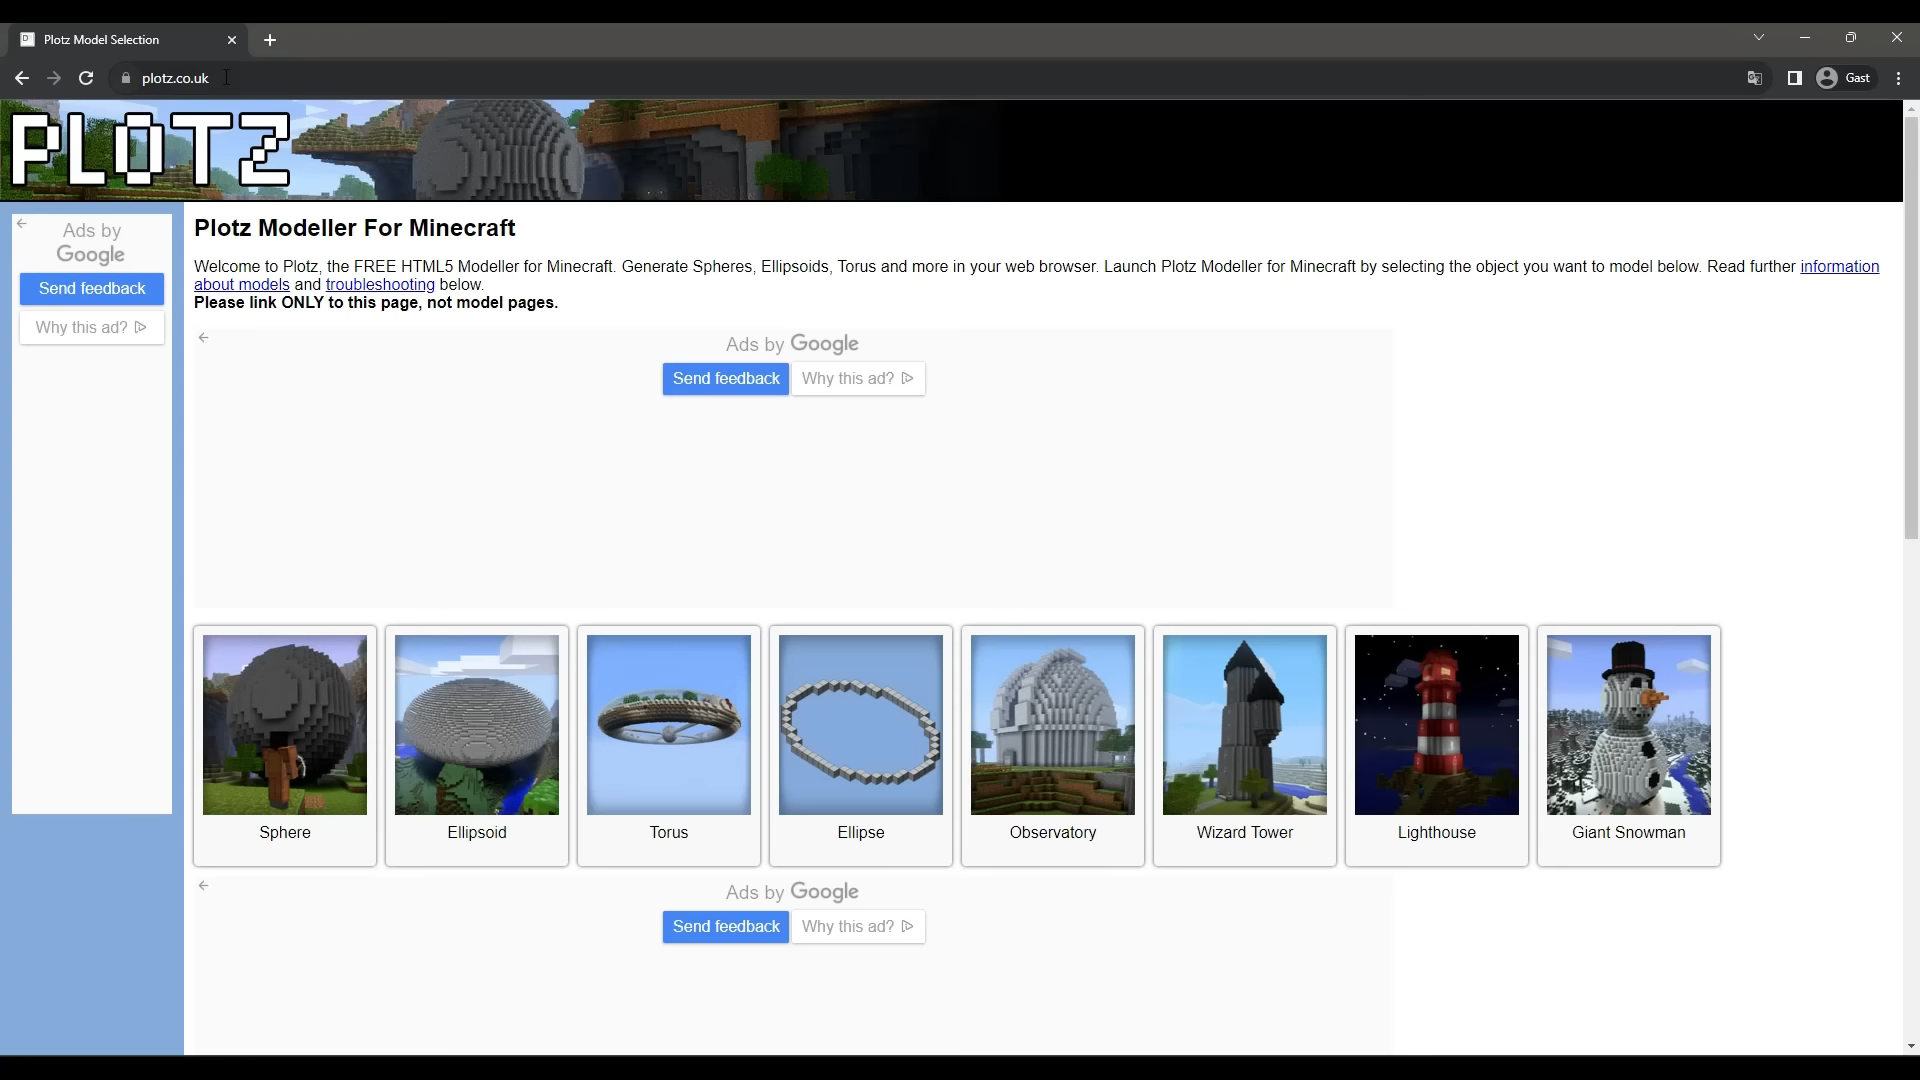 Plotz Model Selection
plotz.co.uk
Gast
PLOTZ
Ads by
Google
Send feedback
Why this ad?
Plotz Modeller For Minecraft
Welcome to Plotz, the FREE HTML5 Modeller for Minecraft. Generate Spheres, Ellipsoids, Torus and more in your web browser. Launch Plotz Modeller for Minecraft by selecting the object you want to model below. Read further information
about models and troubleshooting below.
Please link ONLY to this page, not model pages.
Ads by Google
Send feedback Why this ad?
Sphere Ellipsoid Torus Ellipse Observatory Wizard Tower Lighthouse Giant Snowman
Ads by Google
Send feedback Why this ad?